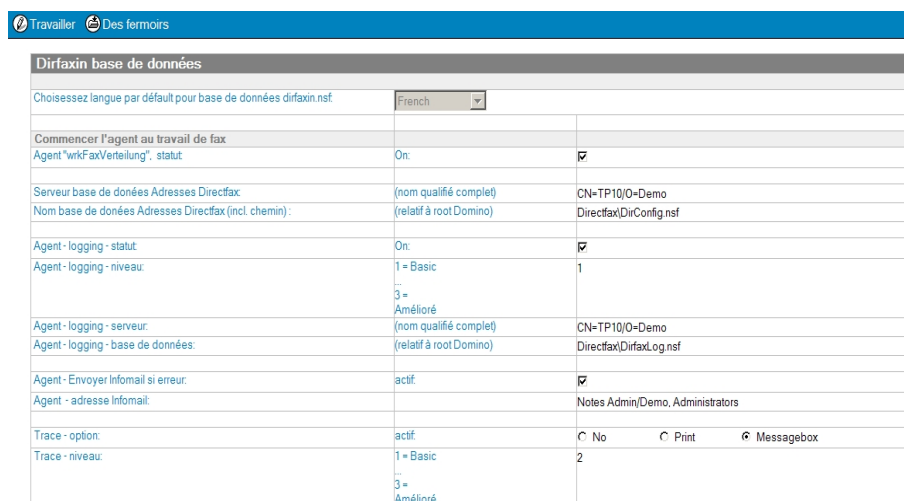 Travailler Des fermoirs
Dirfaxin base de données
Choisessez langue par défault pour base de données dirfaxin.nsf: French
Commencer l'agent au travail de fax
Agent "wrkFaxVerteilung", statut: On:
Serveur base de donées Adresses Directfax: (nom qualifié complet) CN=TP10/O=Demo
Nom base de donées Adresses Directfax (incl. chemin) : (relatif à root Domino) Directfax\DirConfig.nsf
Agent - logging - statut: On:
Agent - logging - niveau: 1 = Basic 1
...
3 =
Amélioré
Agent - logging - serveur: (nom qualifié complet) CN=TP10/O=Demo
Agent - logging - base de données: (relatif à root Domino) Directfax\DirfaxLog.nsf
Agent - Envoyer Infomail si erreur: actif:
Agent - adresse Infomail: Notes Admin/Demo, Administrators
Trace - option: actif: No Print Messagebox
Trace - niveau: 1 = Basic 2
...
3 =
Amélioré